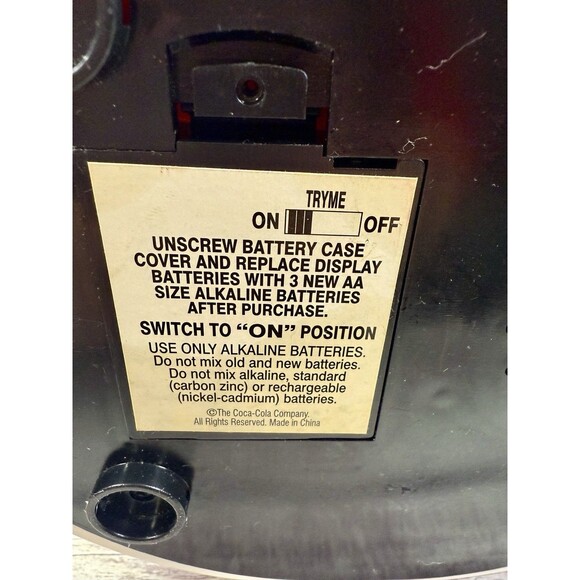 TRYME
ON OFF
UNSCREW BATTERY CASE
COVER AND REPLACE DISPLAY
BATTERIES WITH 3 NEW AA
SIZE ALKALINE BATTERIES
AFTER PURCHASE.
SWITCH TO “ON” POSITION
USE ONLY ALKALINE BATTERIES.
Do not mix old and new batteries.
Do not mix alkaline, standard
(carbon zinc) or rechargeable
(nickel-cadmium) batteries.
©The Coca-Cola Company.
All Rights Reserved. Made in China